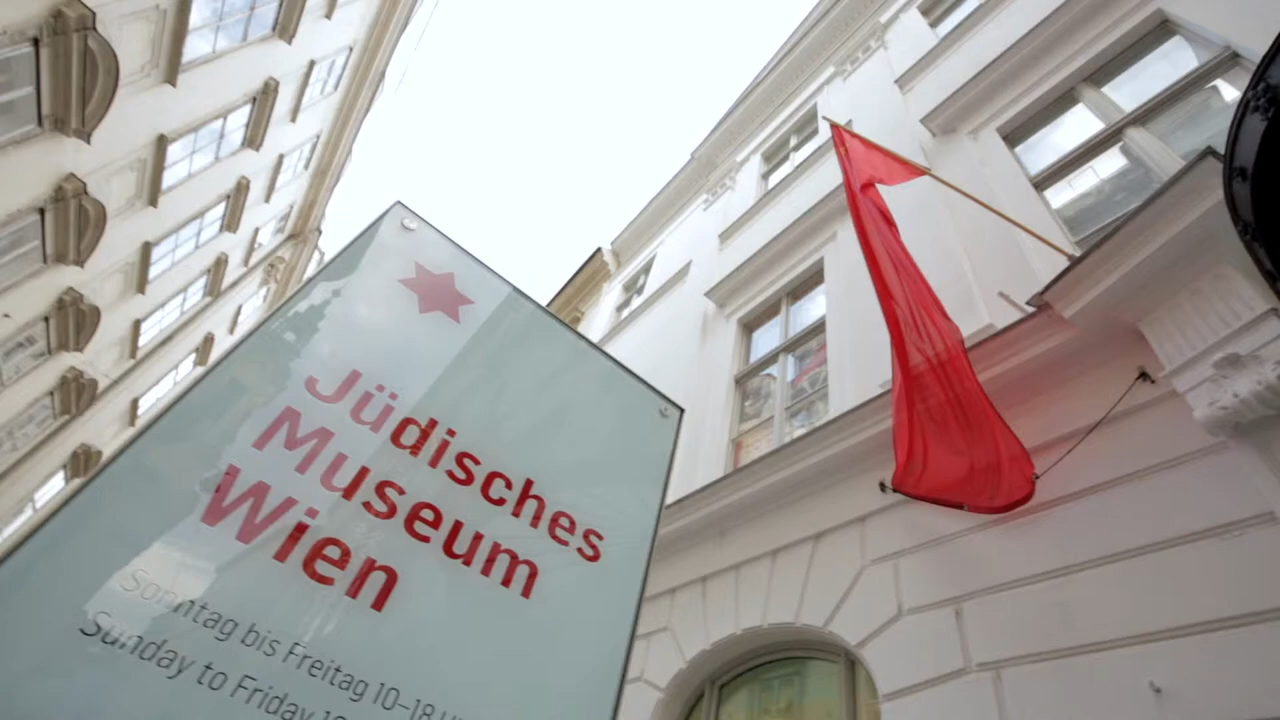 Jüdisches
Museum
Wien
Sonntag bis Freitag 10–18
Sunday to Friday